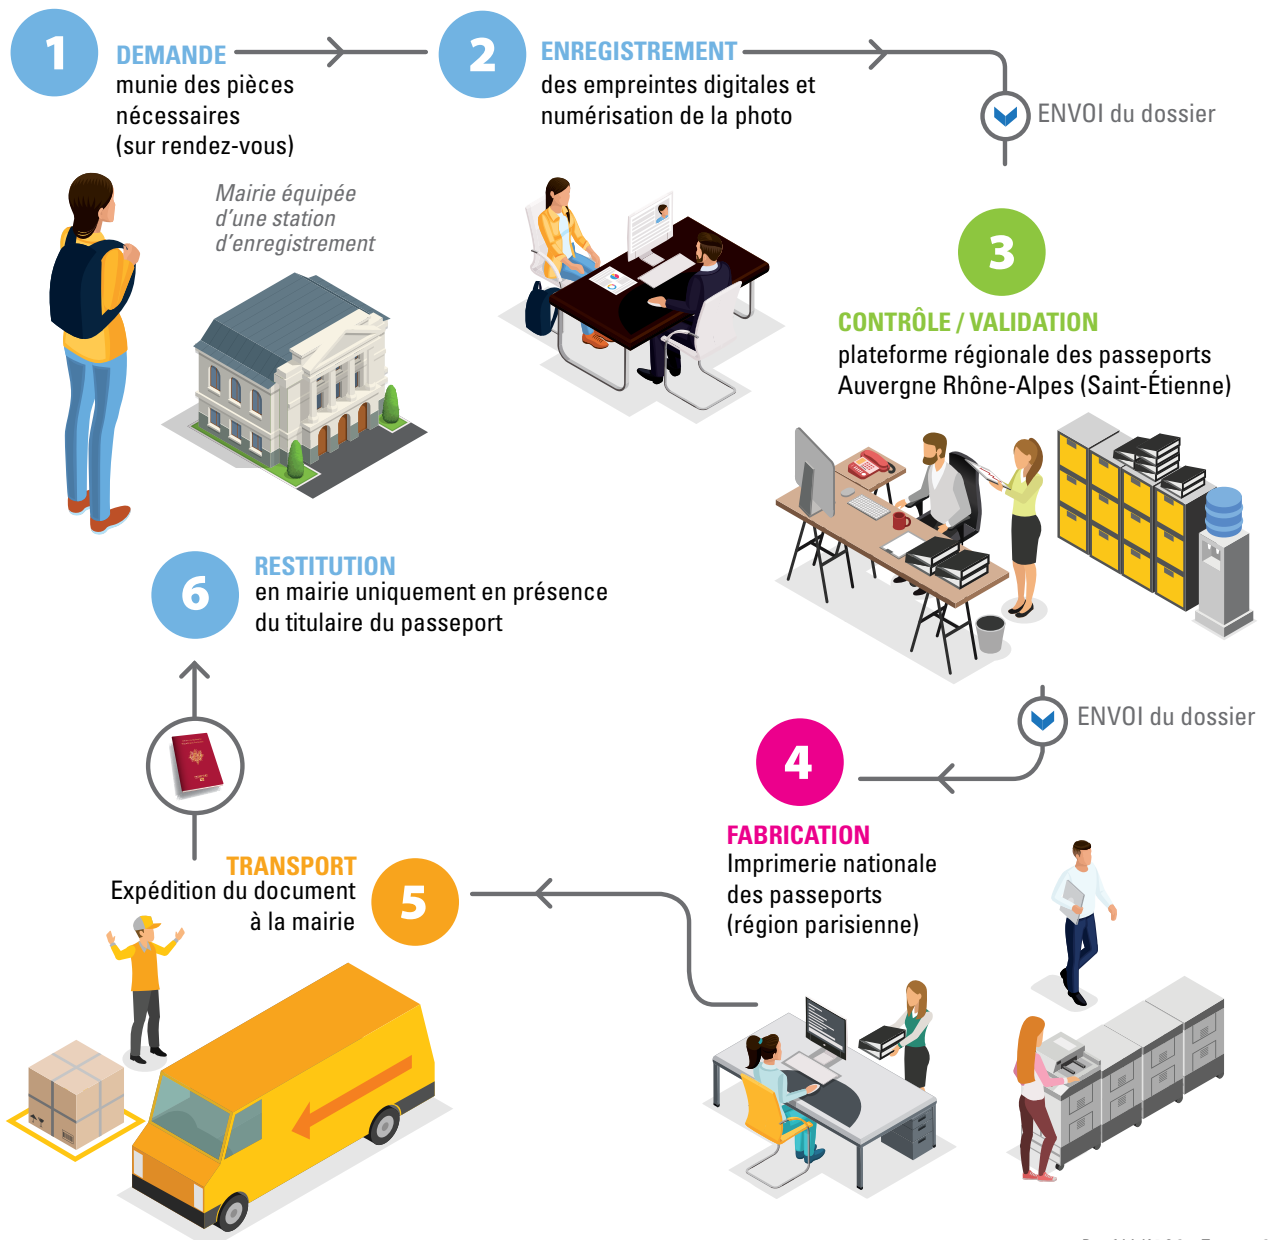 1
DEMANDE
munie des pièces
nécessaires
(sur rendez-vous)
Mairie équipée
d'une station
d'enregistrement
2
ENREGISTREMENT
des empreintes digitales et
numérisation de la photo
ENVOI du dossier
3
CONTRÔLE / VALIDATION
plateforme régionale des passeports
Auvergne Rhône-Alpes (Saint-Étienne)
ENVOI du dossier
4
FABRICATION
Imprimerie nationale
des passeports
(région parisienne)
5
TRANSPORT
Expédition du document
à la mairie
6
RESTITUTION
en mairie uniquement en présence
du titulaire du passeport